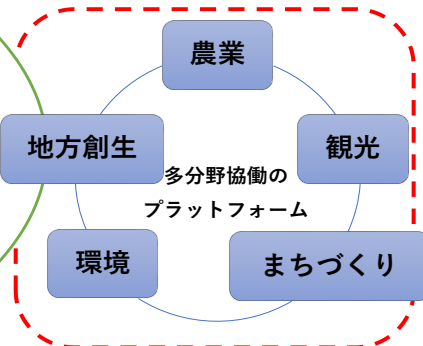 農業
地方創生
観光
多分野協働の
プラットフォーム
環境
まちづくり